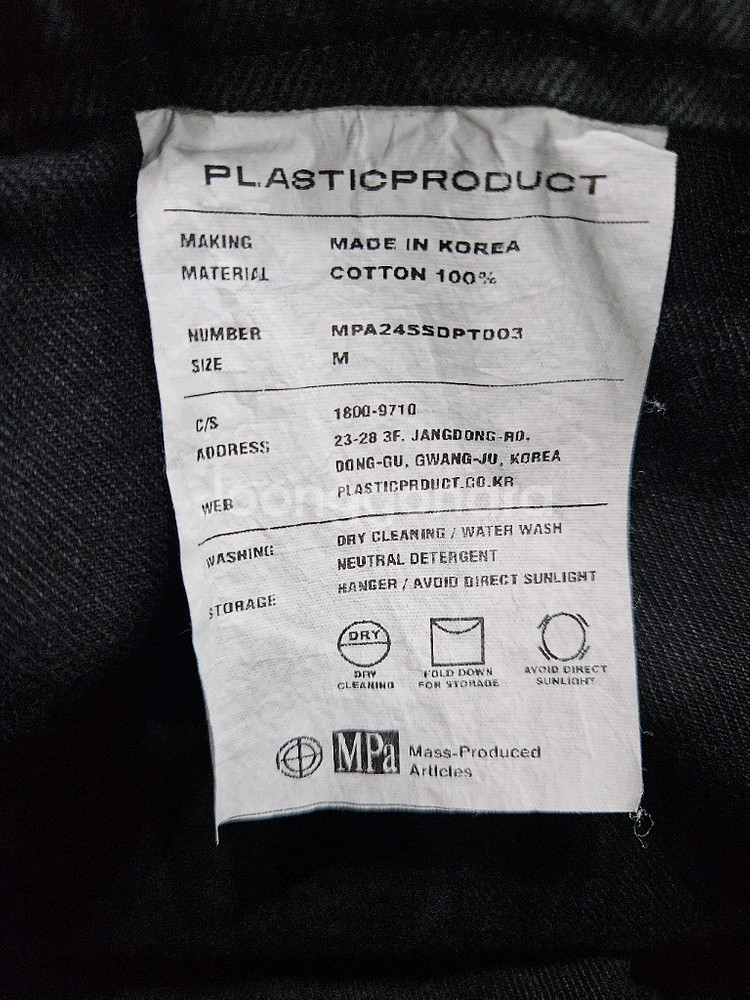 PLASTICPRODUCT
MAKING MADE IN KOREA
MATERIAL COTTON 100%
NUMBER MPA24SSDPT003
SIZE M
C/S 1800-9710
ADDRESS 23-28 3F. JANGDONG-RO,
DONG-GU, GWANG-JU, KOREA
WEB PLASTICPRDUCT.CO.KR
WASHING DRY CLEANING / WATER WASH
NEUTRAL DETERGENT
STORAGE HANGER / AVOID DIRECT SUNLIGHT
DRY
DRY CLEANING
FOLD DOWN FOR STORAGE
AVOID DIRECT SUNLIGHT
MPa Mass-Produced
Articles